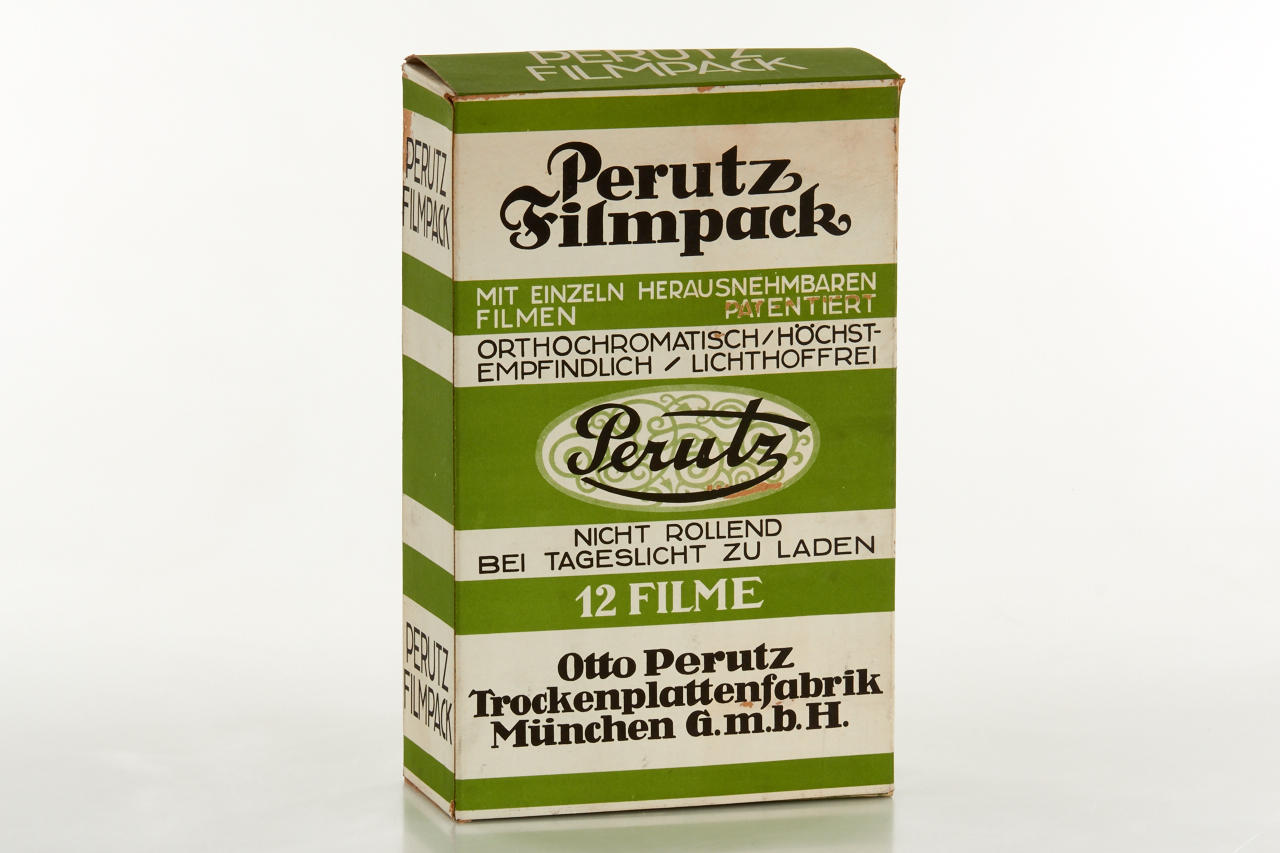 PERUTZ
FILMPACK
Perutz
Filmpack
MIT EINZELN HERAUSNEHMBAREN
FILMEN PATENTIERT
ORTHOCHROMATISCH/HÖCHST-
EMPFINDLICH / LICHTHOFFREI
Perutz
NICHT ROLLEND
BEI TAGESLICHT ZU LADEN
12 FILME
Otto Perutz
Trockenplattenfabrik
München G.m.b.H.
PERUTZ
FILMPACK
PERUTZ
FILMPACK